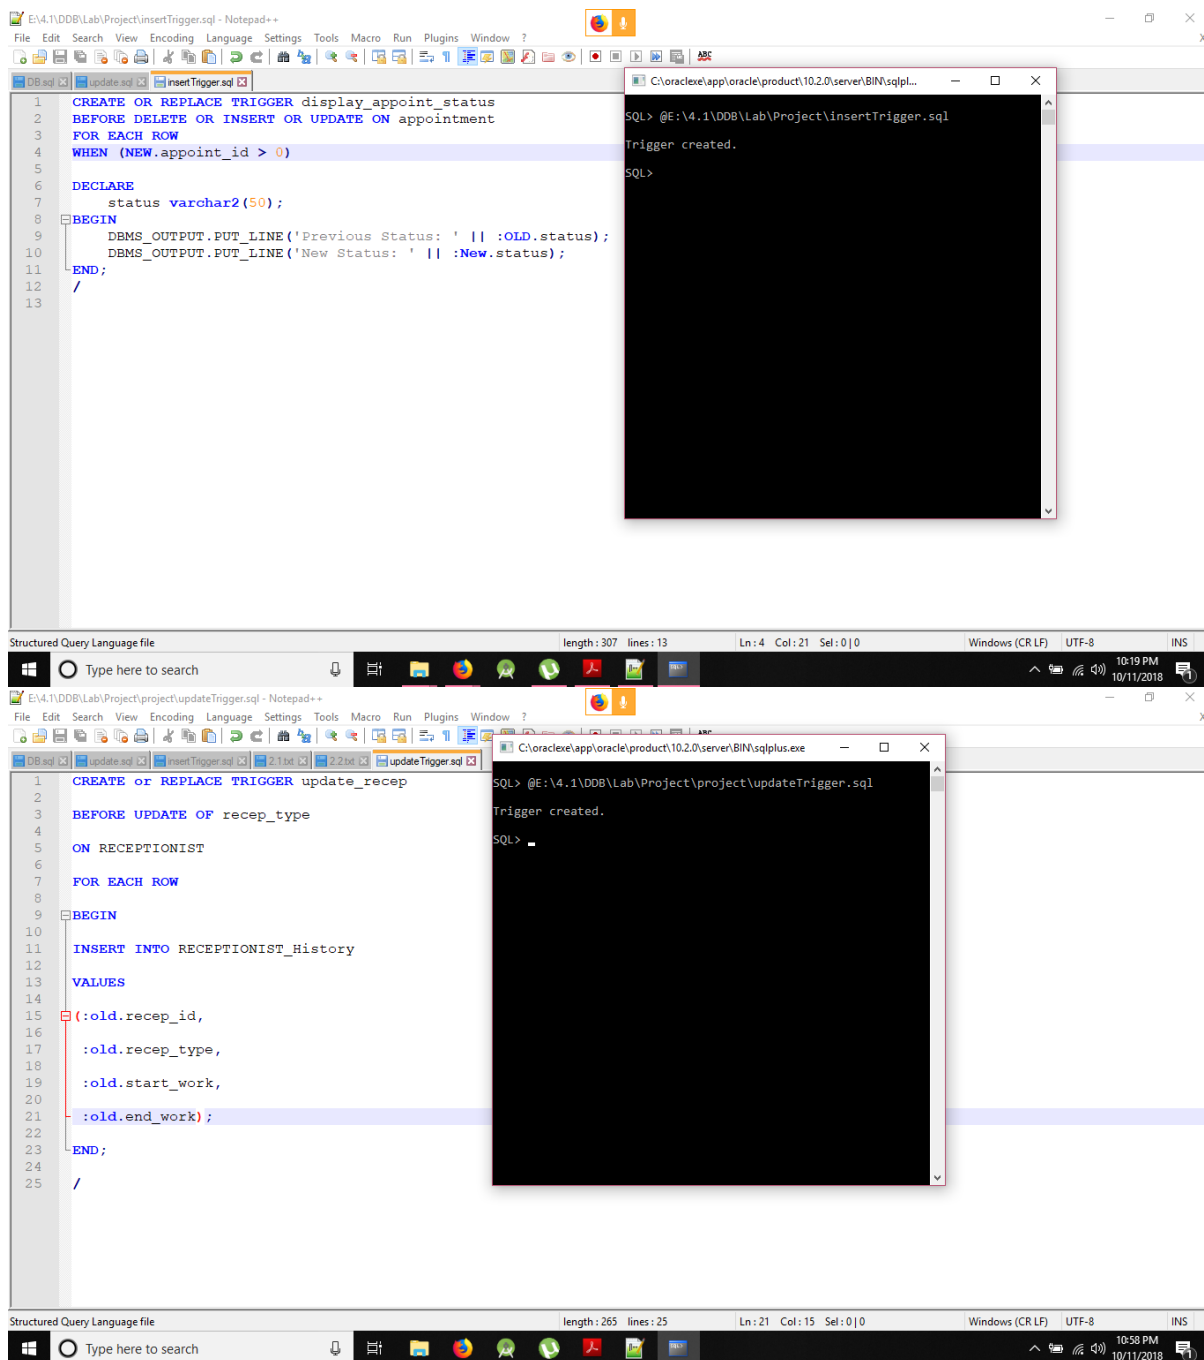 E:\4.1\DDB\Lab\Project\insertTrigger.sql - Notepad++
File Edit Search View Encoding Language Settings Tools Macro Run Plugins Window ?
DB.sql update.sql insertTrigger.sql
1 CREATE OR REPLACE TRIGGER display_appoint_status
2 BEFORE DELETE OR INSERT OR UPDATE ON appointment
3 FOR EACH ROW
4 WHEN (NEW.appoint_id > 0)
5
6 DECLARE
7 status varchar2(50);
8 BEGIN
9 DBMS_OUTPUT.PUT_LINE('Previous Status: ' || :OLD.status);
10 DBMS_OUTPUT.PUT_LINE('New Status: ' || :New.status);
11 END;
12 /
13
C:\oraclexe\app\oracle\product\10.2.0\server\BIN\sqlpl...
SQL> @E:\4.1\DDB\Lab\Project\insertTrigger.sql
Trigger created.
SQL>
Structured Query Language file length : 307 lines : 13 Ln : 4 Col : 21 Sel : 0 | 0 Windows (CR LF) UTF-8 INS
Type here to search
10:19 PM
10/11/2018
E:\4.1\DDB\Lab\Project\project\updateTrigger.sql - Notepad++
File Edit Search View Encoding Language Settings Tools Macro Run Plugins Window ?
DB.sql update.sql insertTrigger.sql 2.1.txt 2.2.txt updateTrigger.sql
1 CREATE or REPLACE TRIGGER update_recep
2
3 BEFORE UPDATE OF recep_type
4
5 ON RECEPTIONIST
6
7 FOR EACH ROW
8
9 BEGIN
10
11 INSERT INTO RECEPTIONIST_History
12
13 VALUES
14
15 (:old.recep_id,
16
17 :old.recep_type,
18
19 :old.start_work,
20
21 :old.end_work);
22
23 END;
24
25 /
C:\oraclexe\app\oracle\product\10.2.0\server\BIN\sqlplus.exe
SQL> @E:\4.1\DDB\Lab\Project\project\updateTrigger.sql
Trigger created.
SQL>
Structured Query Language file length : 265 lines : 25 Ln : 21 Col : 15 Sel : 0 | 0 Windows (CR LF) UTF-8 INS
Type here to search
10:58 PM
10/11/2018